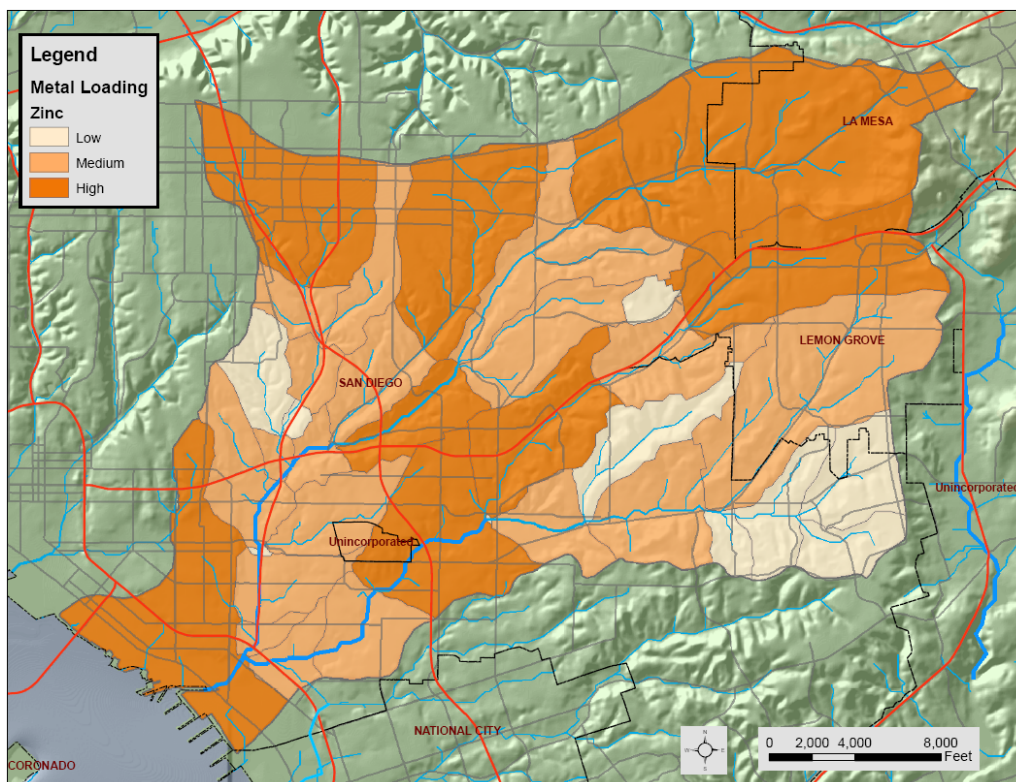 Legend
Metal Loading
Zinc
Low
Medium
High
LA MESA
LEMON GROVE
SAN DIEGO
Unincorporated
Unincorporated
NATIONAL CITY
CORONADO
N
W E
S
0 2,000 4,000 8,000
Feet